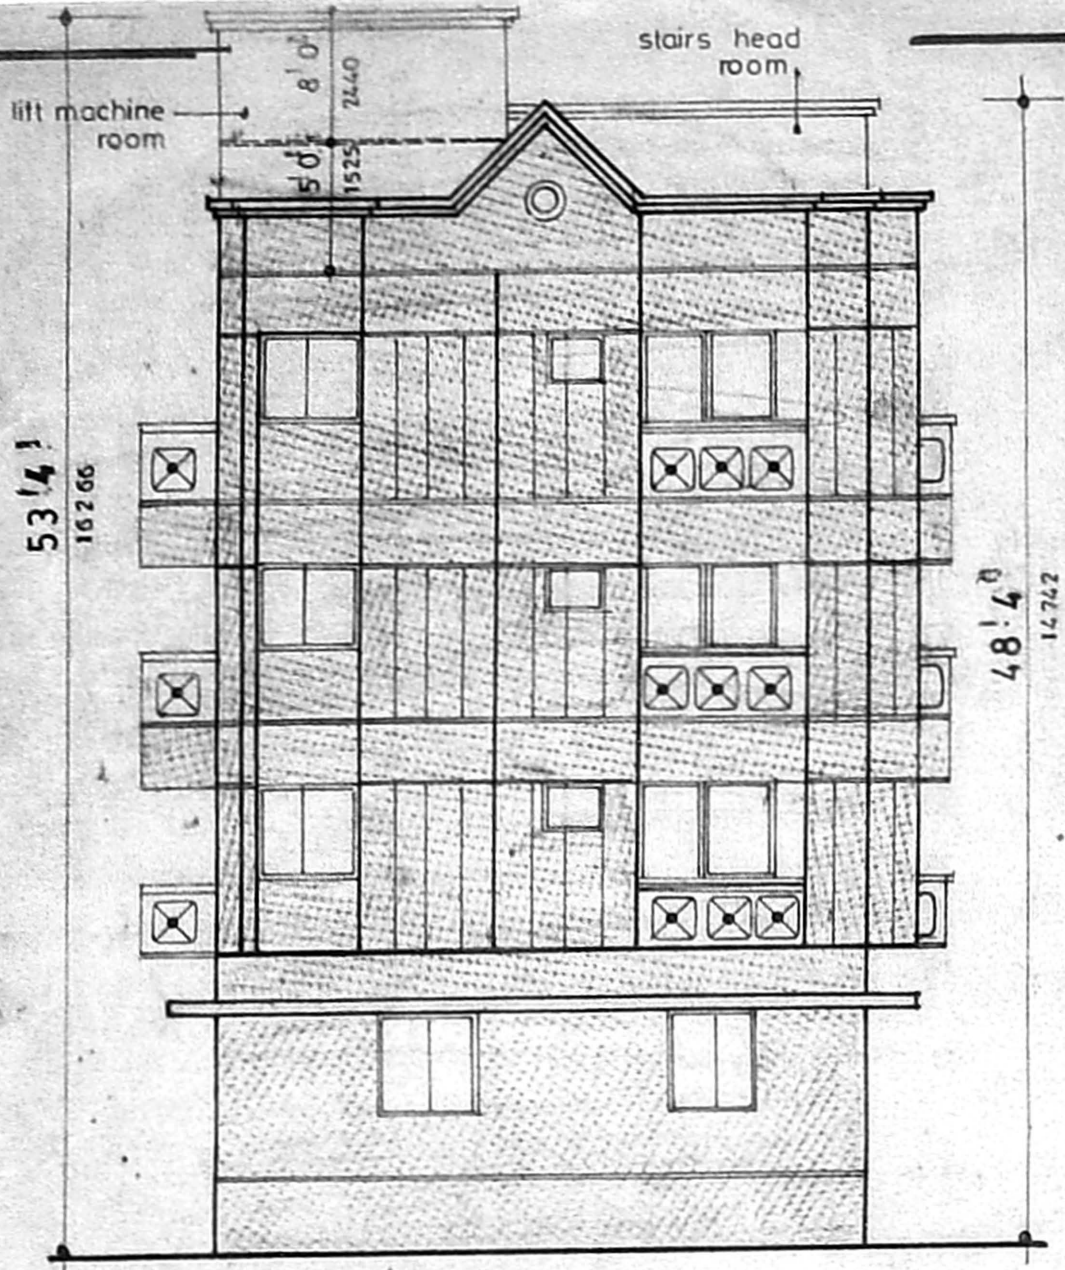 stairs head
room
lift machine
room
8' 0"
2440
5' 0"
1525
53' 4"
16266
48' 4"
14742